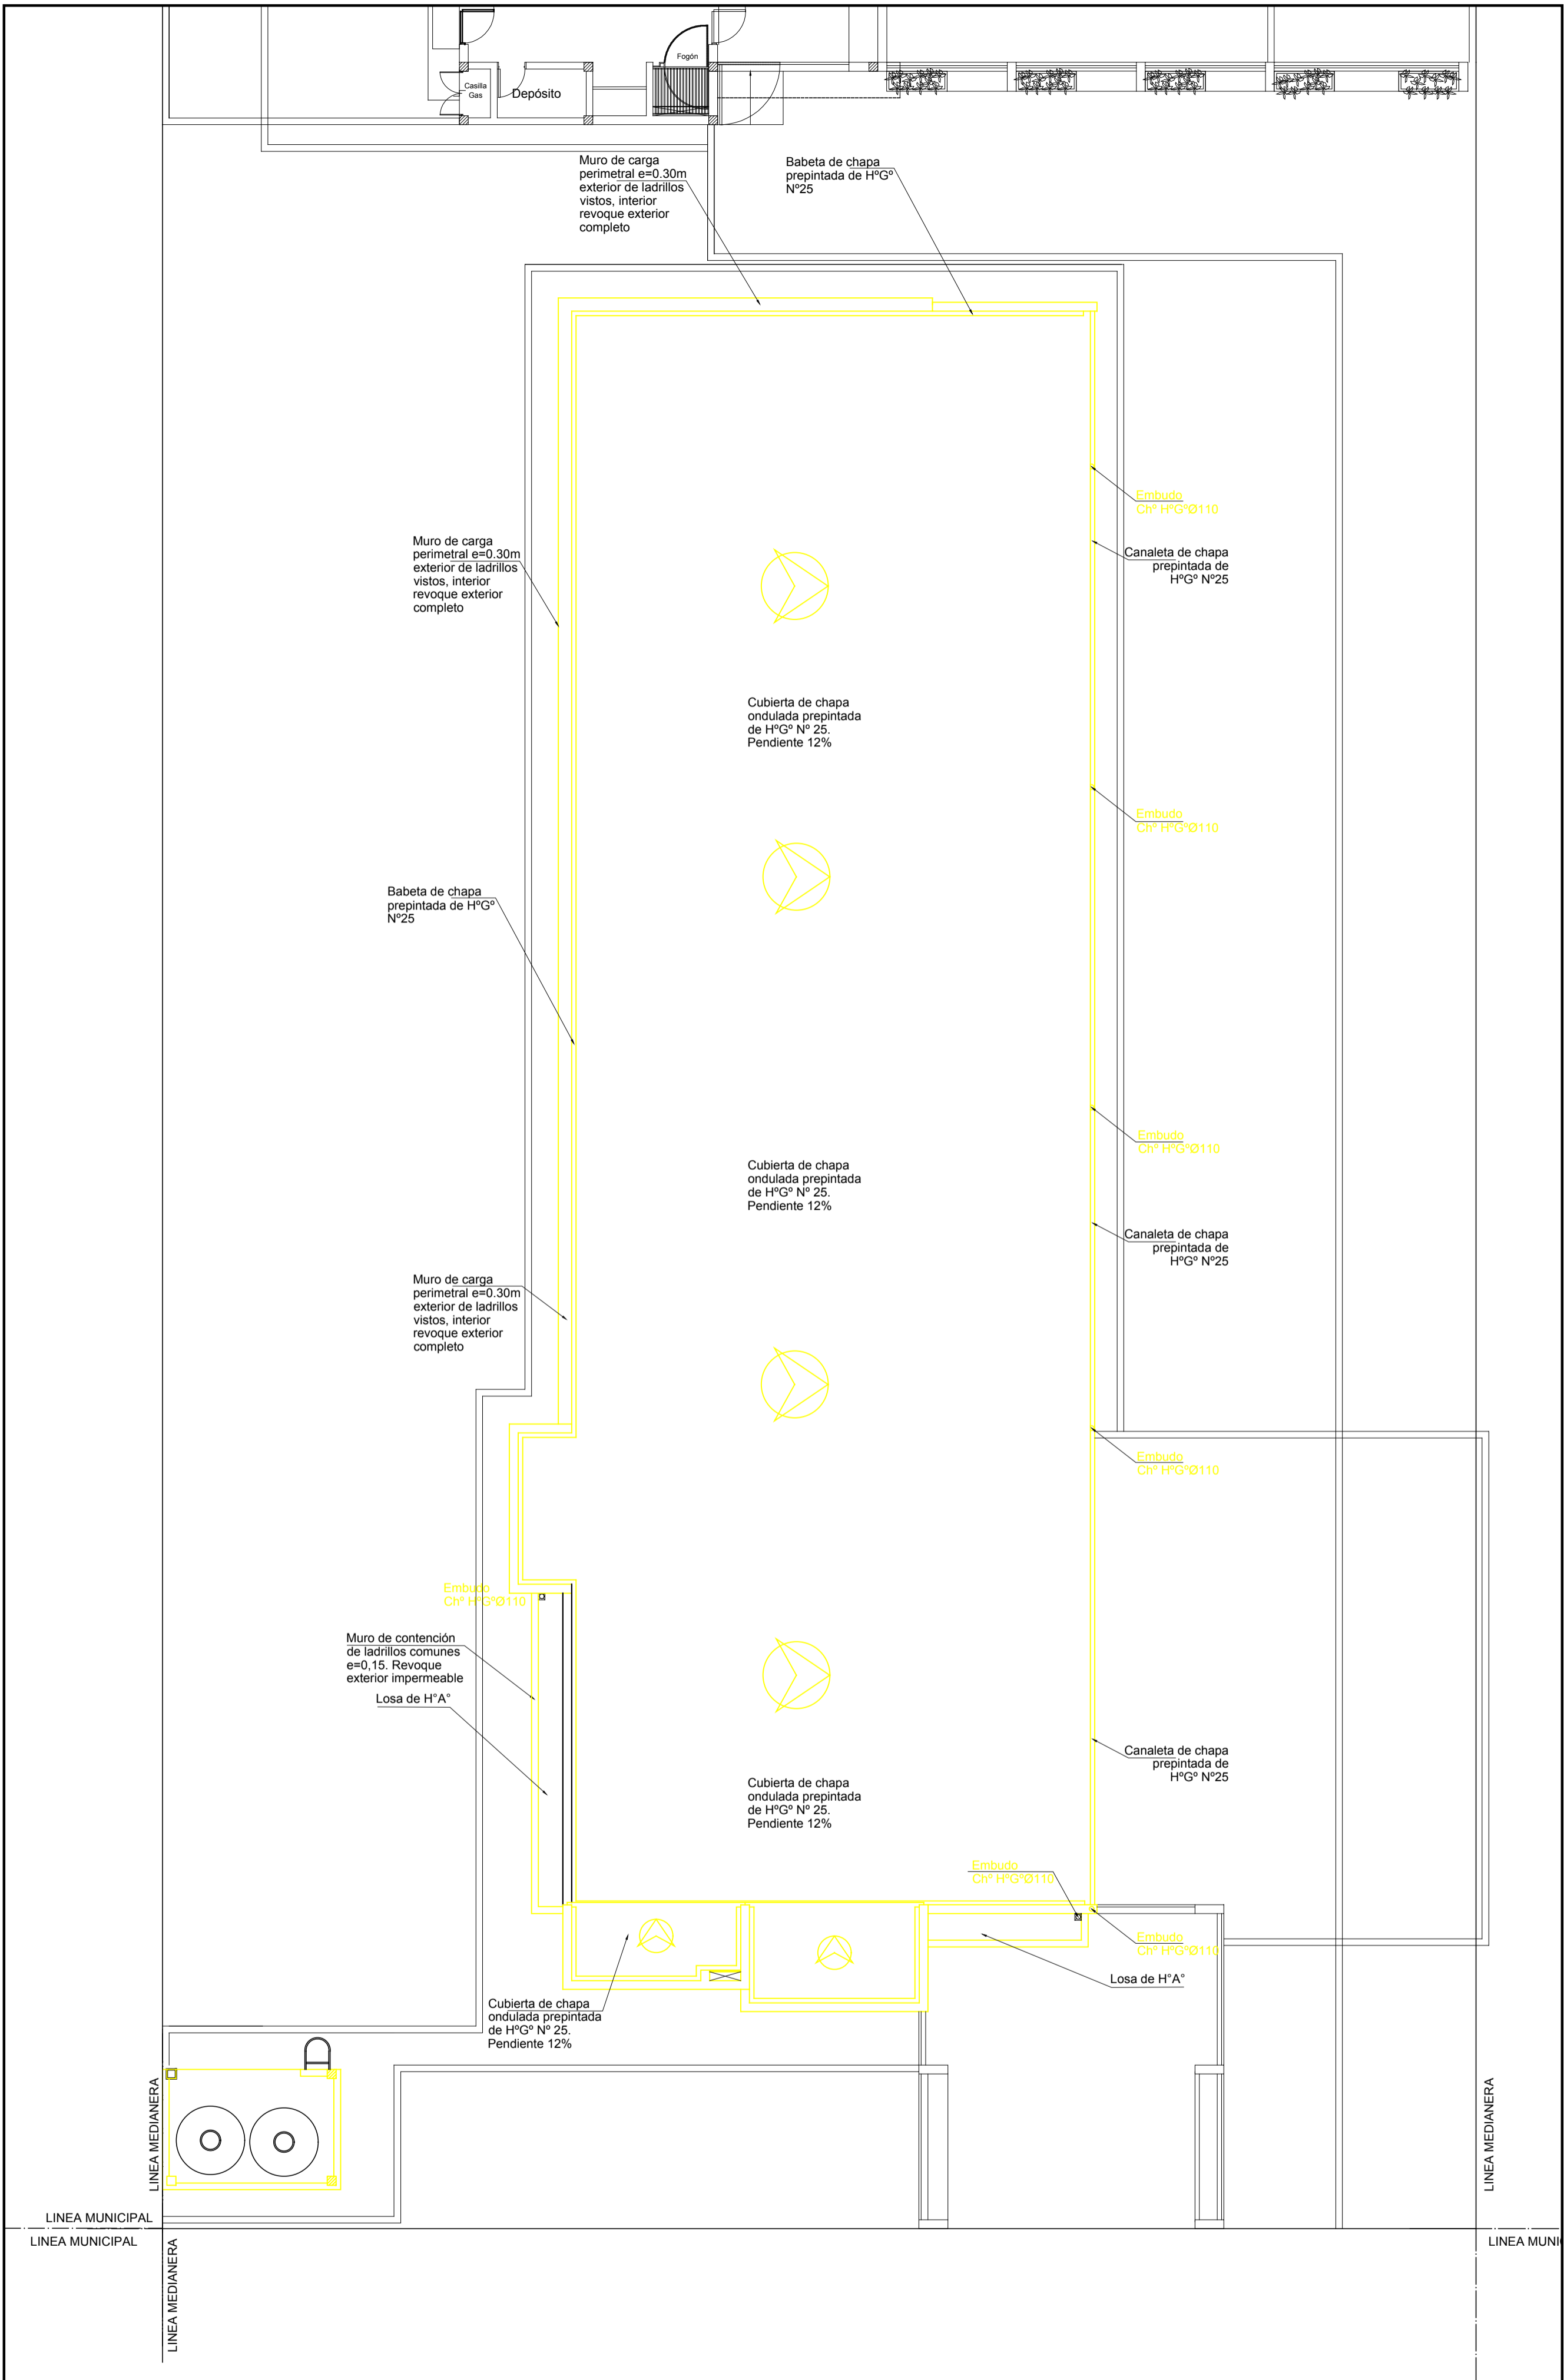 Fogón
Casilla
Gas
Depósito
Muro de carga
perimetral e=0.30m
exterior de ladrillos
vistos, interior
revoque exterior
completo
Babeta de chapa
prepintada de HºGº
Nº25
Embudo
Chº HºGºØ110
Muro de carga
perimetral e=0.30m
exterior de ladrillos
vistos, interior
revoque exterior
completo
Canaleta de chapa
prepintada de
HºGº Nº25
Cubierta de chapa
ondulada prepintada
de HºGº Nº 25.
Pendiente 12%
Embudo
Chº HºGºØ110
Babeta de chapa
prepintada de HºGº
Nº25
Embudo
Chº HºGºØ110
Cubierta de chapa
ondulada prepintada
de HºGº Nº 25.
Pendiente 12%
Canaleta de chapa
prepintada de
HºGº Nº25
Muro de carga
perimetral e=0.30m
exterior de ladrillos
vistos, interior
revoque exterior
completo
Embudo
Chº HºGºØ110
Embudo
Chº HºGºØ110
Muro de contención
de ladrillos comunes
e=0,15. Revoque
exterior impermeable
Losa de H°A°
Canaleta de chapa
prepintada de
HºGº Nº25
Cubierta de chapa
ondulada prepintada
de HºGº Nº 25.
Pendiente 12%
Embudo
Chº HºGºØ110
Embudo
Chº HºGºØ110
Losa de H°A°
Cubierta de chapa
ondulada prepintada
de HºGº Nº 25.
Pendiente 12%
LINEA MEDIANERA
LINEA MEDIANERA
LINEA MUNICIPAL
LINEA MUNICIPAL
LINEA MUNI
LINEA MEDIANERA